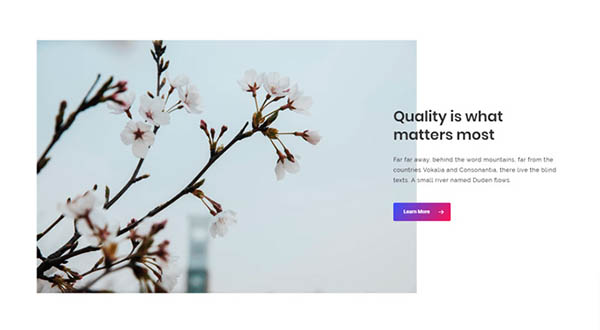 Quality is what
matters most
Far far away, behind the word mountains, far from the
countries Vokalia and Consonantia, there live the blind
texts. A small river named Duden flows.
Learn More